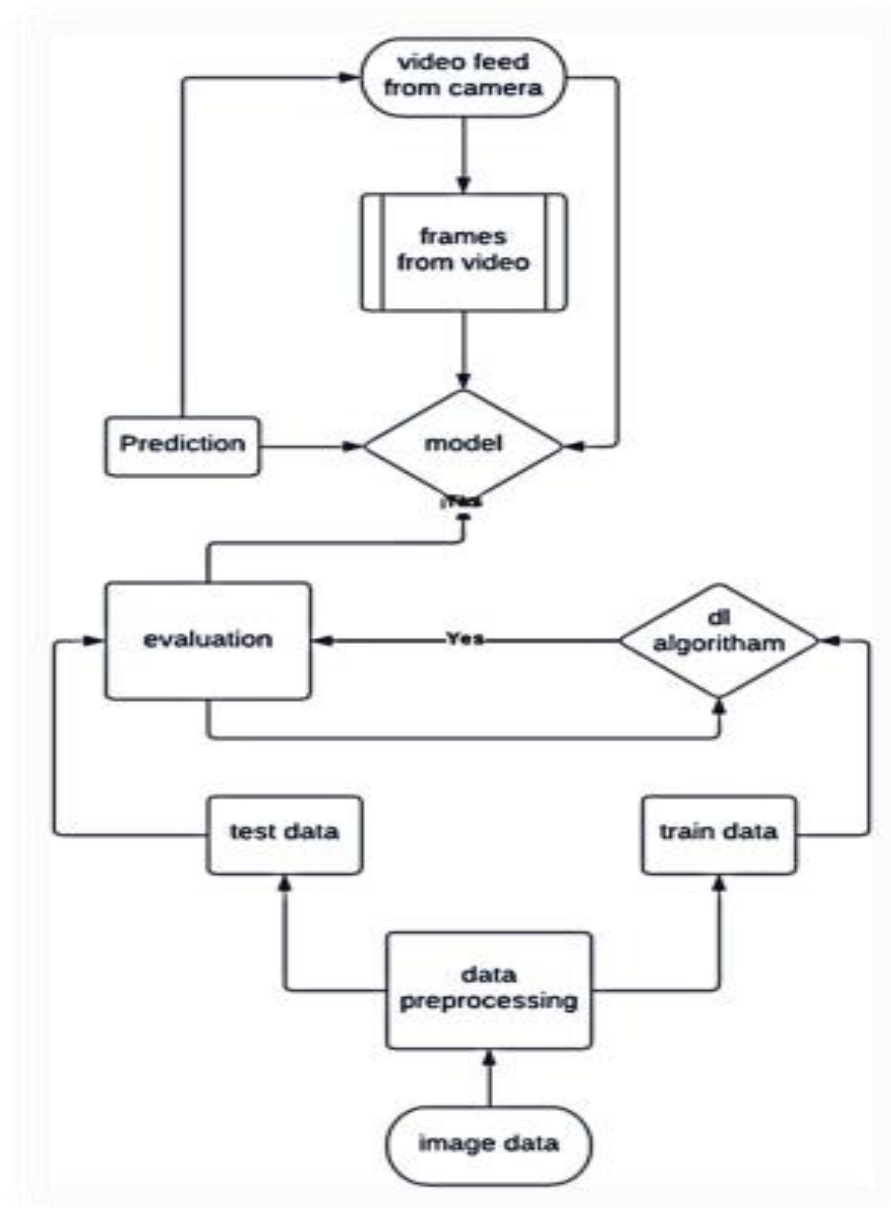 video feed
from camera
frames
from video
Prediction
model
evaluation
Yes
dl
algoritham
test data
train data
data
preprocessing
image data